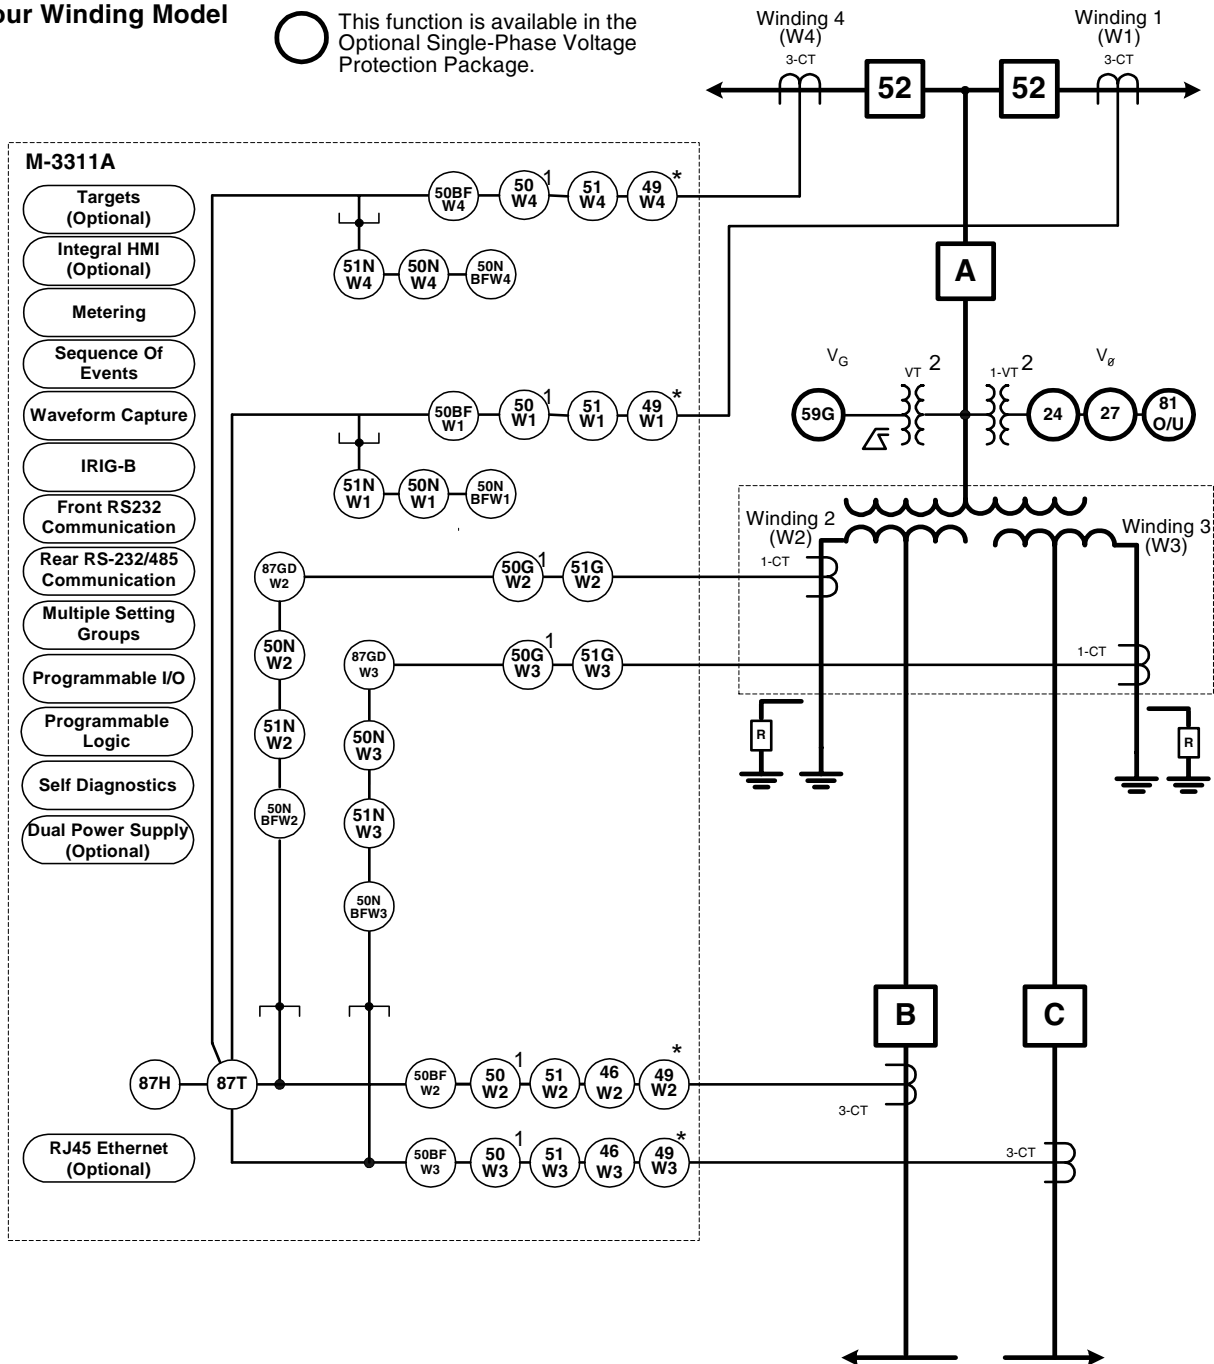 our Winding Model
This function is available in the
Optional Single-Phase Voltage
Protection Package.
Winding 4
(W4)
3-CT
Winding 1
(W1)
3-CT
52
52
M-3311A
Targets
(Optional)
Integral HMI
(Optional)
Metering
Sequence Of
Events
Waveform Capture
IRIG-B
Front RS232
Communication
Rear RS-232/485
Communication
Multiple Setting
Groups
Programmable I/O
Programmable
Logic
Self Diagnostics
Dual Power Supply
(Optional)
RJ45 Ethernet
(Optional)
50BF
W4
50
W4
1
51
W4
49
W4
*
51N
W4
50N
W4
50N
BFW4
A
VG
VT 2
1-VT 2
Vø
59G
24
27
81
O/U
50BF
W1
50
W1
1
51
W1
49
W1
*
51N
W1
50N
W1
50N
BFW1
Winding 2
(W2)
1-CT
Winding 3
(W3)
1-CT
87GD
W2
50G
W2
1
51G
W2
50N
W2
51N
W2
50N
BFW2
87GD
W3
50G
W3
1
51G
W3
50N
W3
51N
W3
50N
BFW3
R
R
B
C
87H
87T
50BF
W2
50
W2
1
51
W2
46
W2
49
W2
*
3-CT
50BF
W3
50
W3
1
51
W3
46
W3
49
W3
*
3-CT